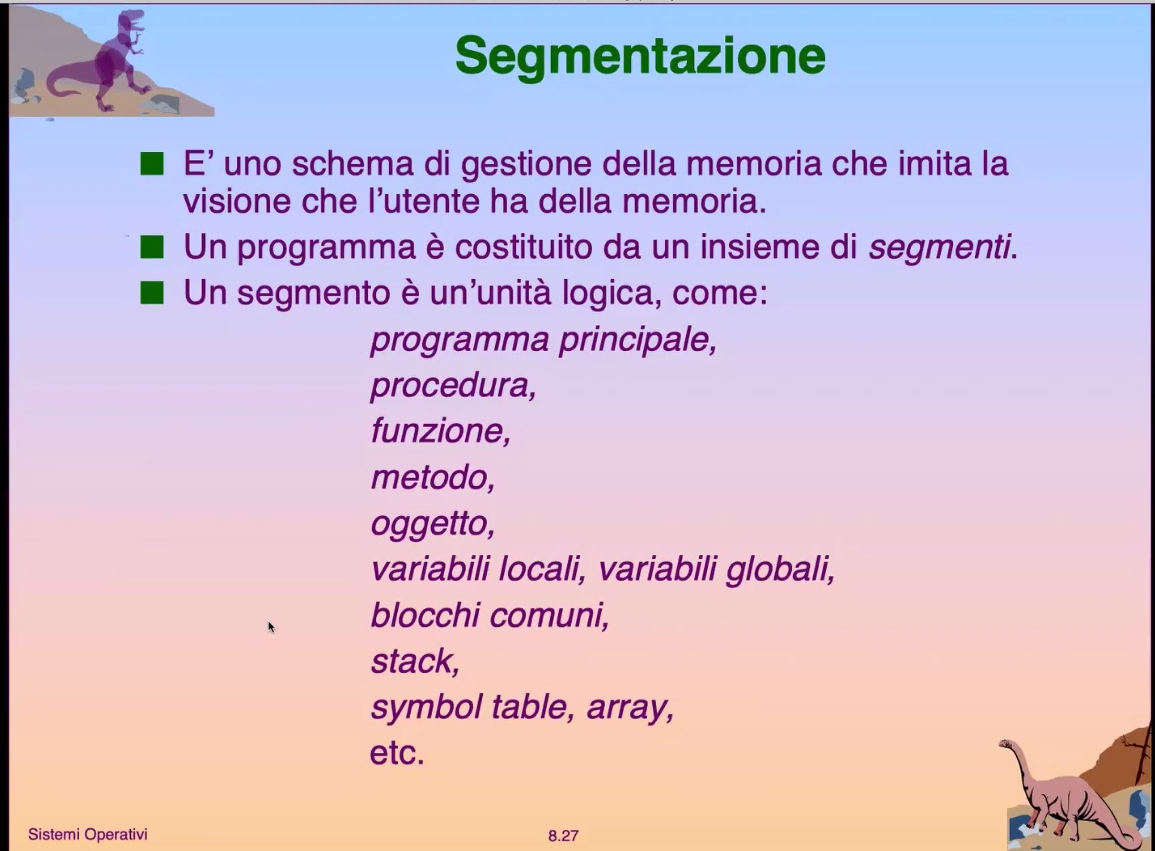 Segmentazione
E’ uno schema di gestione della memoria che imita la
visione che l’utente ha della memoria.
Un programma è costituito da un insieme di segmenti.
Un segmento è un’unità logica, come:
programma principale,
procedura,
funzione,
metodo,
oggetto,
variabili locali, variabili globali,
blocchi comuni,
stack,
symbol table, array,
etc.
Sistemi Operativi
8.27